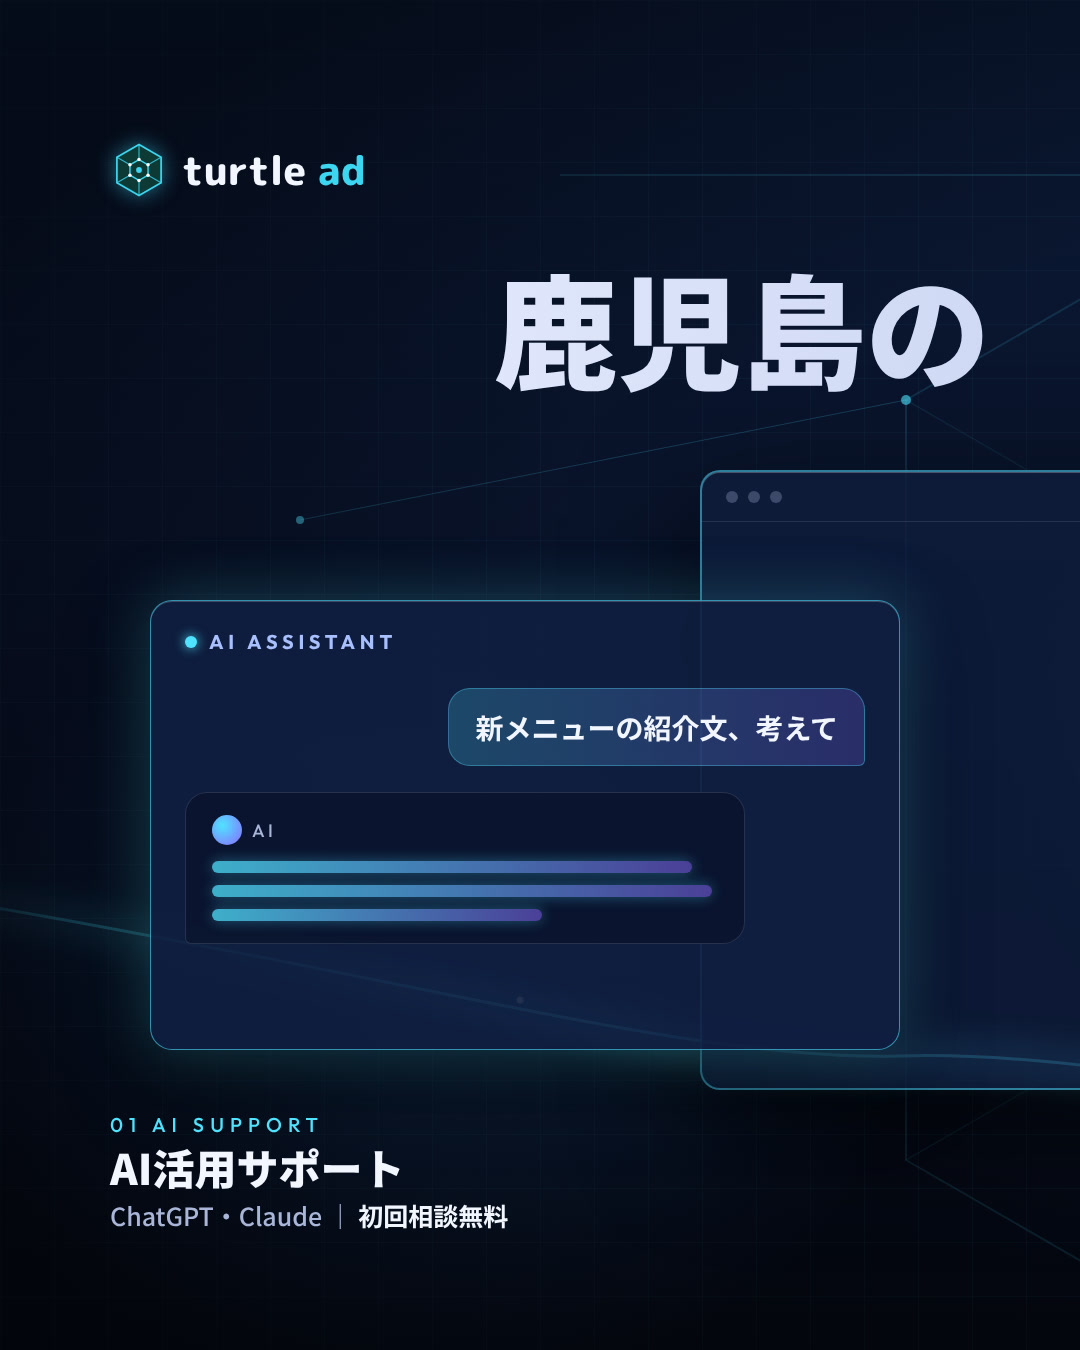 turtle ad
鹿児島の
AI ASSISTANT
新メニューの紹介文、考えて
AI
01 AI SUPPORT
AI活用サポート
ChatGPT・Claude｜初回相談無料